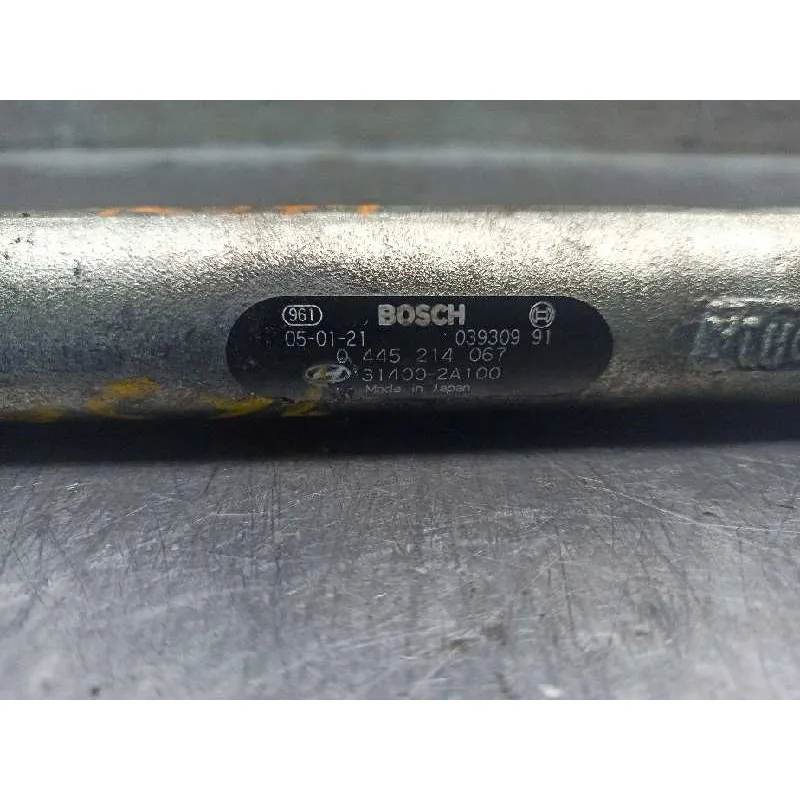 961 BOSCH
05-01-21 039309 91
0 445 214 067
31400-2A100
Made in Japan